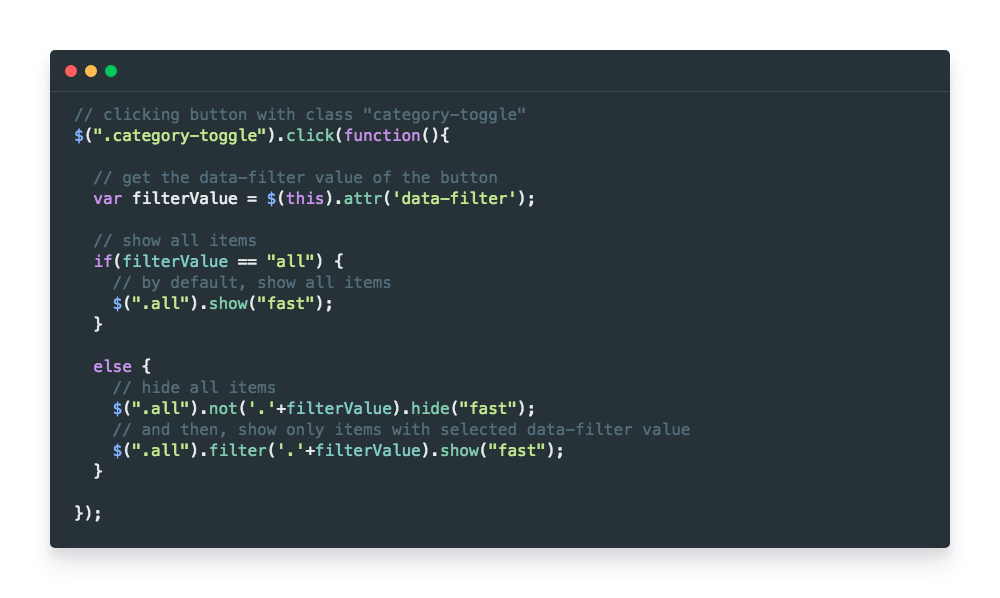 // clicking button with class "category-toggle"
$(".category-toggle").click(function(){
// get the data-filter value of the button
var filterValue = $(this).attr('data-filter');
// show all items
if(filterValue == "all") {
// by default, show all items
$(".all").show("fast");
}
else {
// hide all items
$(".all").not('.'+filterValue).hide("fast");
// and then, show only items with selected data-filter value
$(".all").filter('.'+filterValue).show("fast");
}
});